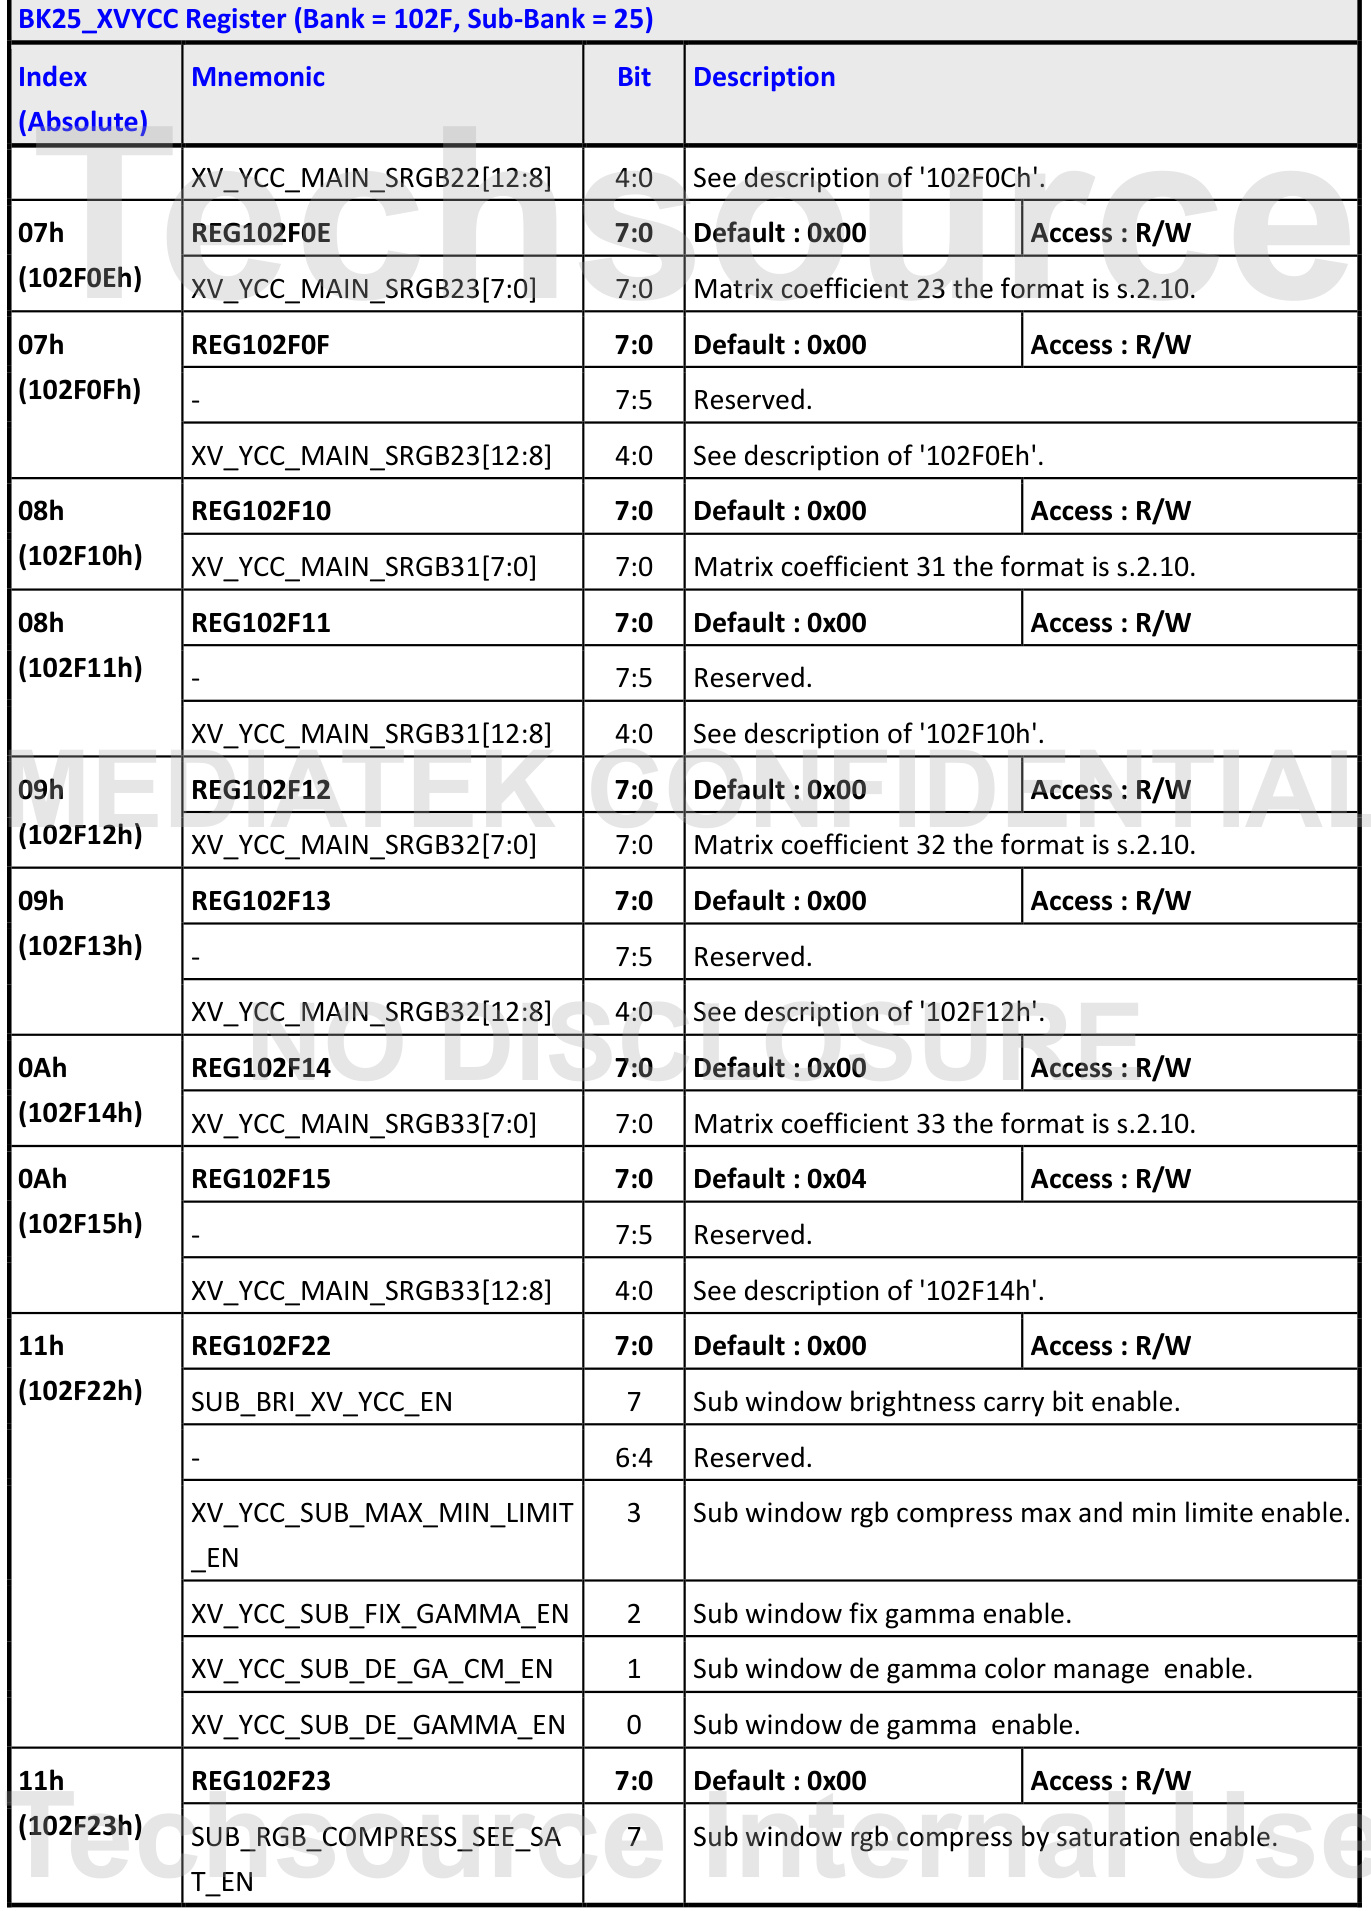 BK25_XVYCC Register (Bank = 102F, Sub-Bank = 25)
Index Mnemonic Bit Description
(Absolute)
XV_YCC_MAIN_SRGB22[12:8] 4:0 See description of '102F0Ch'.
07h REG102F0E 7:0 Default : 0x00 Access : R/W
(102F0Eh) XV_YCC_MAIN_SRGB23[7:0] 7:0 Matrix coefficient 23 the format is s.2.10.
07h REG102F0F 7:0 Default : 0x00 Access : R/W
(102F0Fh) - 7:5 Reserved.
XV_YCC_MAIN_SRGB23[12:8] 4:0 See description of '102F0Eh'.
08h REG102F10 7:0 Default : 0x00 Access : R/W
(102F10h) XV_YCC_MAIN_SRGB31[7:0] 7:0 Matrix coefficient 31 the format is s.2.10.
08h REG102F11 7:0 Default : 0x00 Access : R/W
(102F11h) - 7:5 Reserved.
XV_YCC_MAIN_SRGB31[12:8] 4:0 See description of '102F10h'.
09h REG102F12 7:0 Default : 0x00 Access : R/W
(102F12h) XV_YCC_MAIN_SRGB32[7:0] 7:0 Matrix coefficient 32 the format is s.2.10.
09h REG102F13 7:0 Default : 0x00 Access : R/W
(102F13h) - 7:5 Reserved.
XV_YCC_MAIN_SRGB32[12:8] 4:0 See description of '102F12h'.
0Ah REG102F14 7:0 Default : 0x00 Access : R/W
(102F14h) XV_YCC_MAIN_SRGB33[7:0] 7:0 Matrix coefficient 33 the format is s.2.10.
0Ah REG102F15 7:0 Default : 0x04 Access : R/W
(102F15h) - 7:5 Reserved.
XV_YCC_MAIN_SRGB33[12:8] 4:0 See description of '102F14h'.
11h REG102F22 7:0 Default : 0x00 Access : R/W
(102F22h) SUB_BRI_XV_YCC_EN 7 Sub window brightness carry bit enable.
- 6:4 Reserved.
XV_YCC_SUB_MAX_MIN_LIMIT 3 Sub window rgb compress max and min limite enable.
_EN
XV_YCC_SUB_FIX_GAMMA_EN 2 Sub window fix gamma enable.
XV_YCC_SUB_DE_GA_CM_EN 1 Sub window de gamma color manage  enable.
XV_YCC_SUB_DE_GAMMA_EN 0 Sub window de gamma  enable.
11h REG102F23 7:0 Default : 0x00 Access : R/W
(102F23h) SUB_RGB_COMPRESS_SEE_SA 7 Sub window rgb compress by saturation enable.
T_EN
Techsource
MEDIATEK CONFIDENTIAL
NO DISCLOSURE
Techsource Internal Use